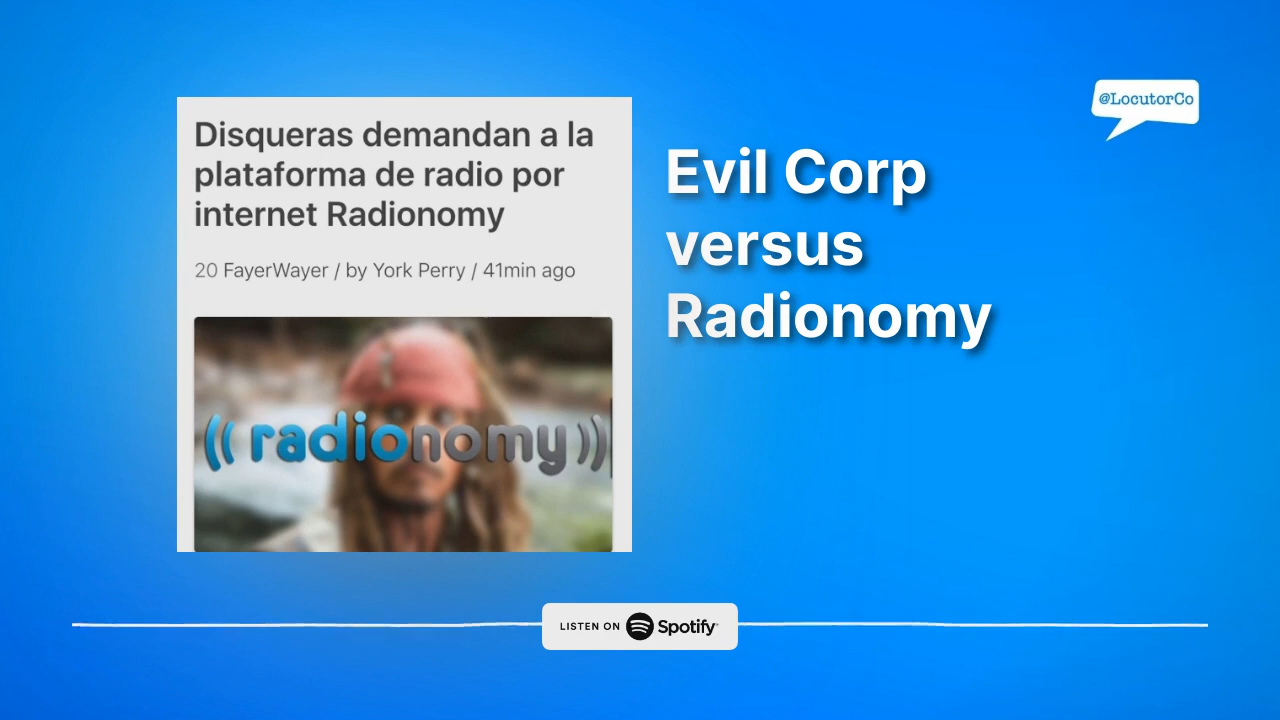 Disqueras demandan a la
plataforma de radio por
internet Radionomy
20 FayerWayer / by York Perry / 41min ago
((radionomy))
@LocutorCo
Evil Corp
versus
Radionomy
LISTEN ON Spotify